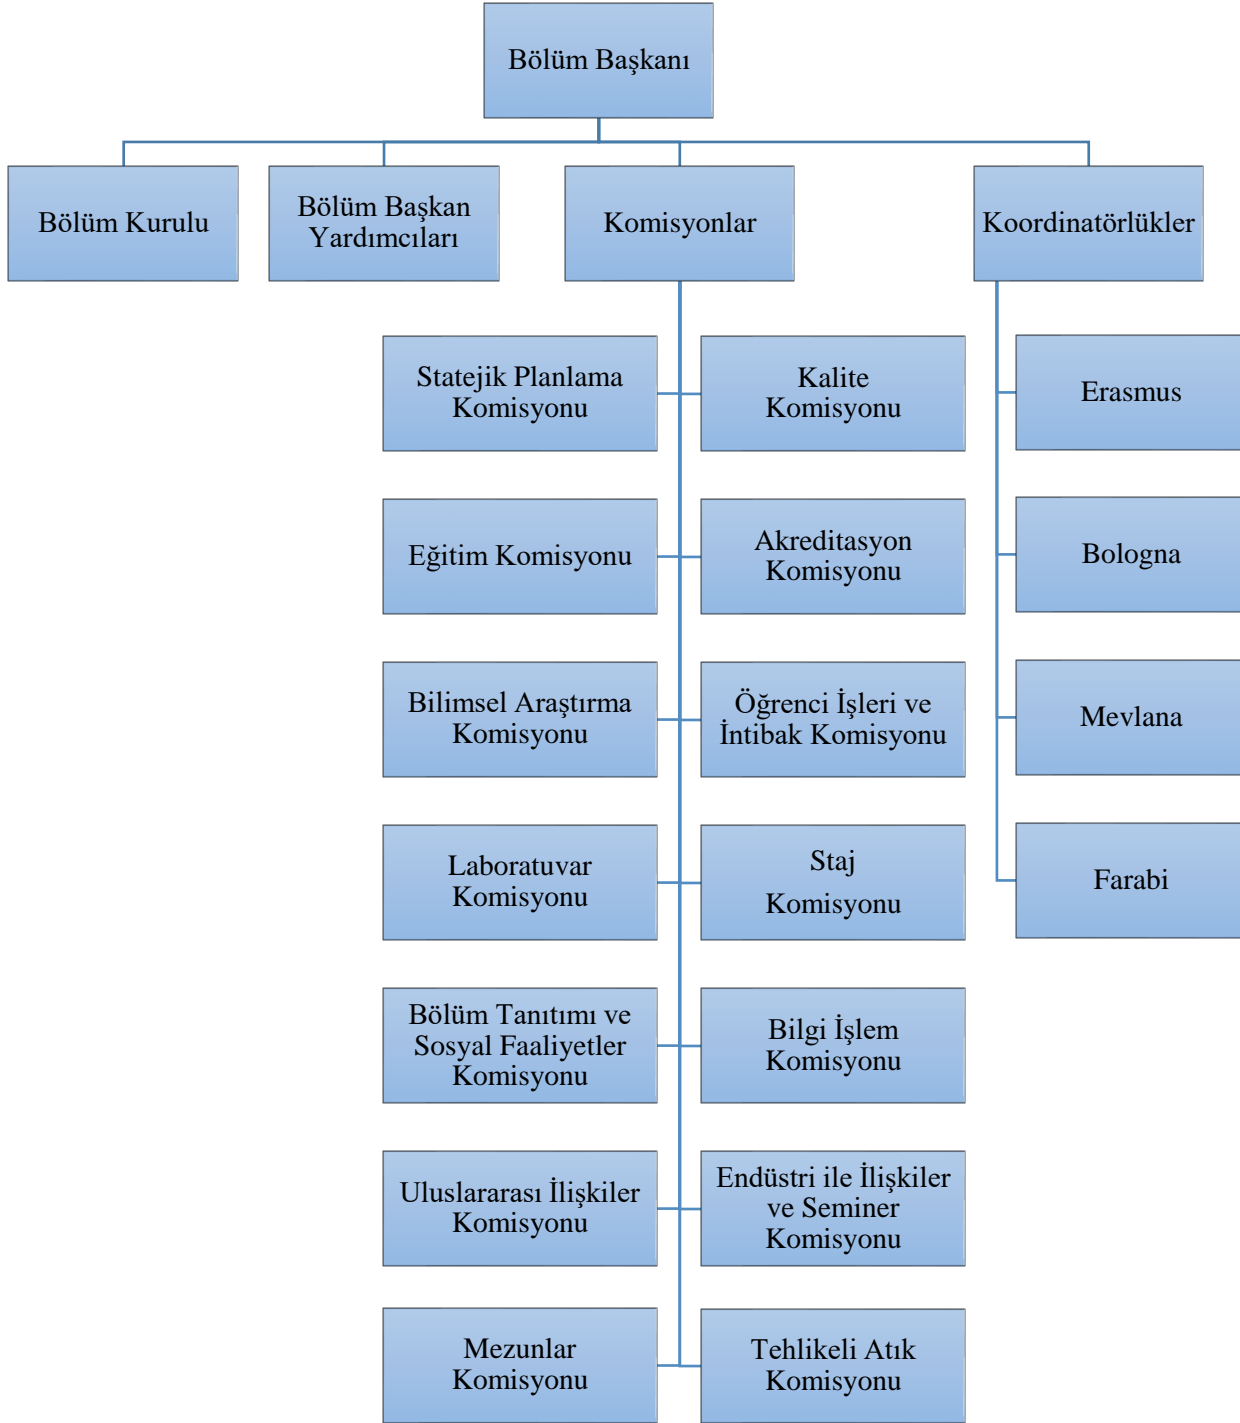 Bölüm Başkanı
Bölüm Kurulu
Bölüm Başkan
Yardımcıları
Komisyonlar
Koordinatörlükler
Statejik Planlama
Komisyonu
Kalite
Komisyonu
Erasmus
Eğitim Komisyonu
Akreditasyon
Komisyonu
Bologna
Bilimsel Araştırma
Komisyonu
Öğrenci İşleri ve
İntibak Komisyonu
Mevlana
Laboratuvar
Komisyonu
Staj
Komisyonu
Farabi
Bölüm Tanıtımı ve
Sosyal Faaliyetler
Komisyonu
Bilgi İşlem
Komisyonu
Uluslararası İlişkiler
Komisyonu
Endüstri ile İlişkiler
ve Seminer
Komisyonu
Mezunlar
Komisyonu
Tehlikeli Atık
Komisyonu